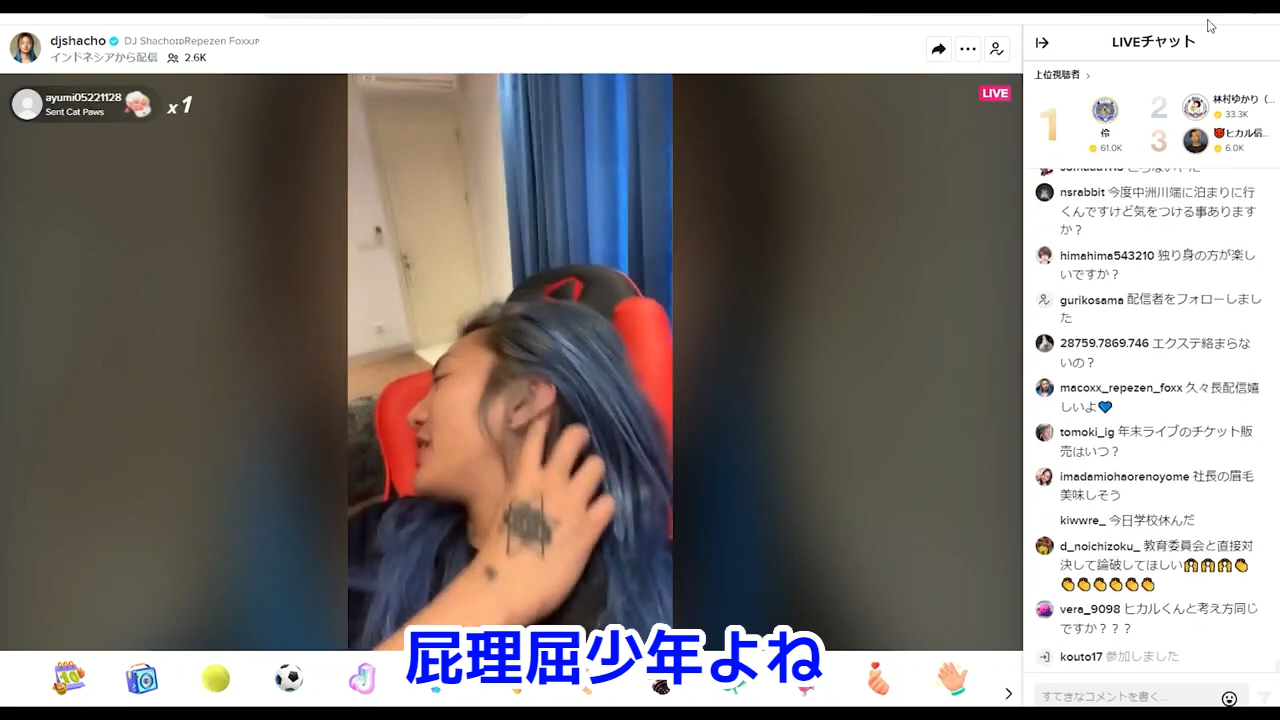 djshacho DJ Shacho🇮🇩Repezen Foxx🇯🇵
インドネシアから配信 2.6K
ayumi05221128
Sent Cat Paws
x1
LIVE
LIVEチャット
上位視聴者
1
伶
61.0K
2
林村ゆかり（...
33.3K
3
👹ヒカル信...
6.0K
nsrabbit 今度中洲川端に泊まりに行
くんですけど気をつける事あります
か？
himahima543210 独り身の方が楽し
いですか？
gurikosama 配信者をフォローしまし
た
28759.7869.746 エクステ絡まらな
いの？
macoxx_repezen_foxx 久々長配信嬉
しいよ💙
tomoki_ig 年末ライブのチケット販
売はいつ？
imadamiohaorenoyome 社長の眉毛
美味しそう
kiwwre_ 今日学校休んだ
d_noichizoku_ 教育委員会と直接対
決して論破してほしい🙌🙌🙌👏
👏👏👏👏👏👏
vera_9098 ヒカルくんと考え方同じ
ですか？？？
kouto17 参加しました
すてきなコメントを書く...
屁理屈少年よね